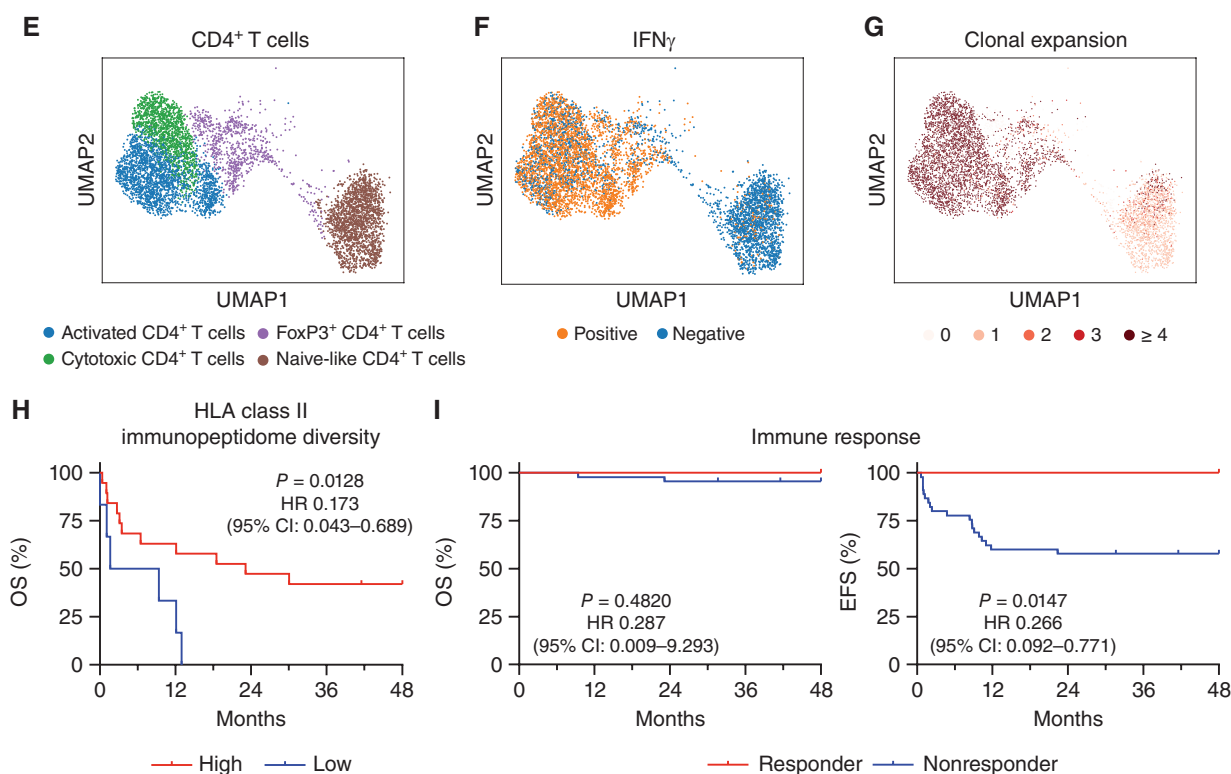 E
CD4⁺ T cells
UMAP2
UMAP1
Activated CD4⁺ T cells
FoxP3⁺ CD4⁺ T cells
Cytotoxic CD4⁺ T cells
Naive-like CD4⁺ T cells
F
IFNγ
UMAP2
UMAP1
Positive
Negative
G
Clonal expansion
UMAP2
UMAP1
0
1
2
3
≥ 4
H
HLA class II
immunopeptidome diversity
100
75
50
25
0
OS (%)
P = 0.0128
HR 0.173
(95% CI: 0.043–0.689)
0 12 24 36 48
Months
High
Low
I
Immune response
100
75
50
25
0
OS (%)
P = 0.4820
HR 0.287
(95% CI: 0.009–9.293)
0 12 24 36 48
Months
100
75
50
25
0
EFS (%)
P = 0.0147
HR 0.266
(95% CI: 0.092–0.771)
0 12 24 36 48
Months
Responder
Nonresponder